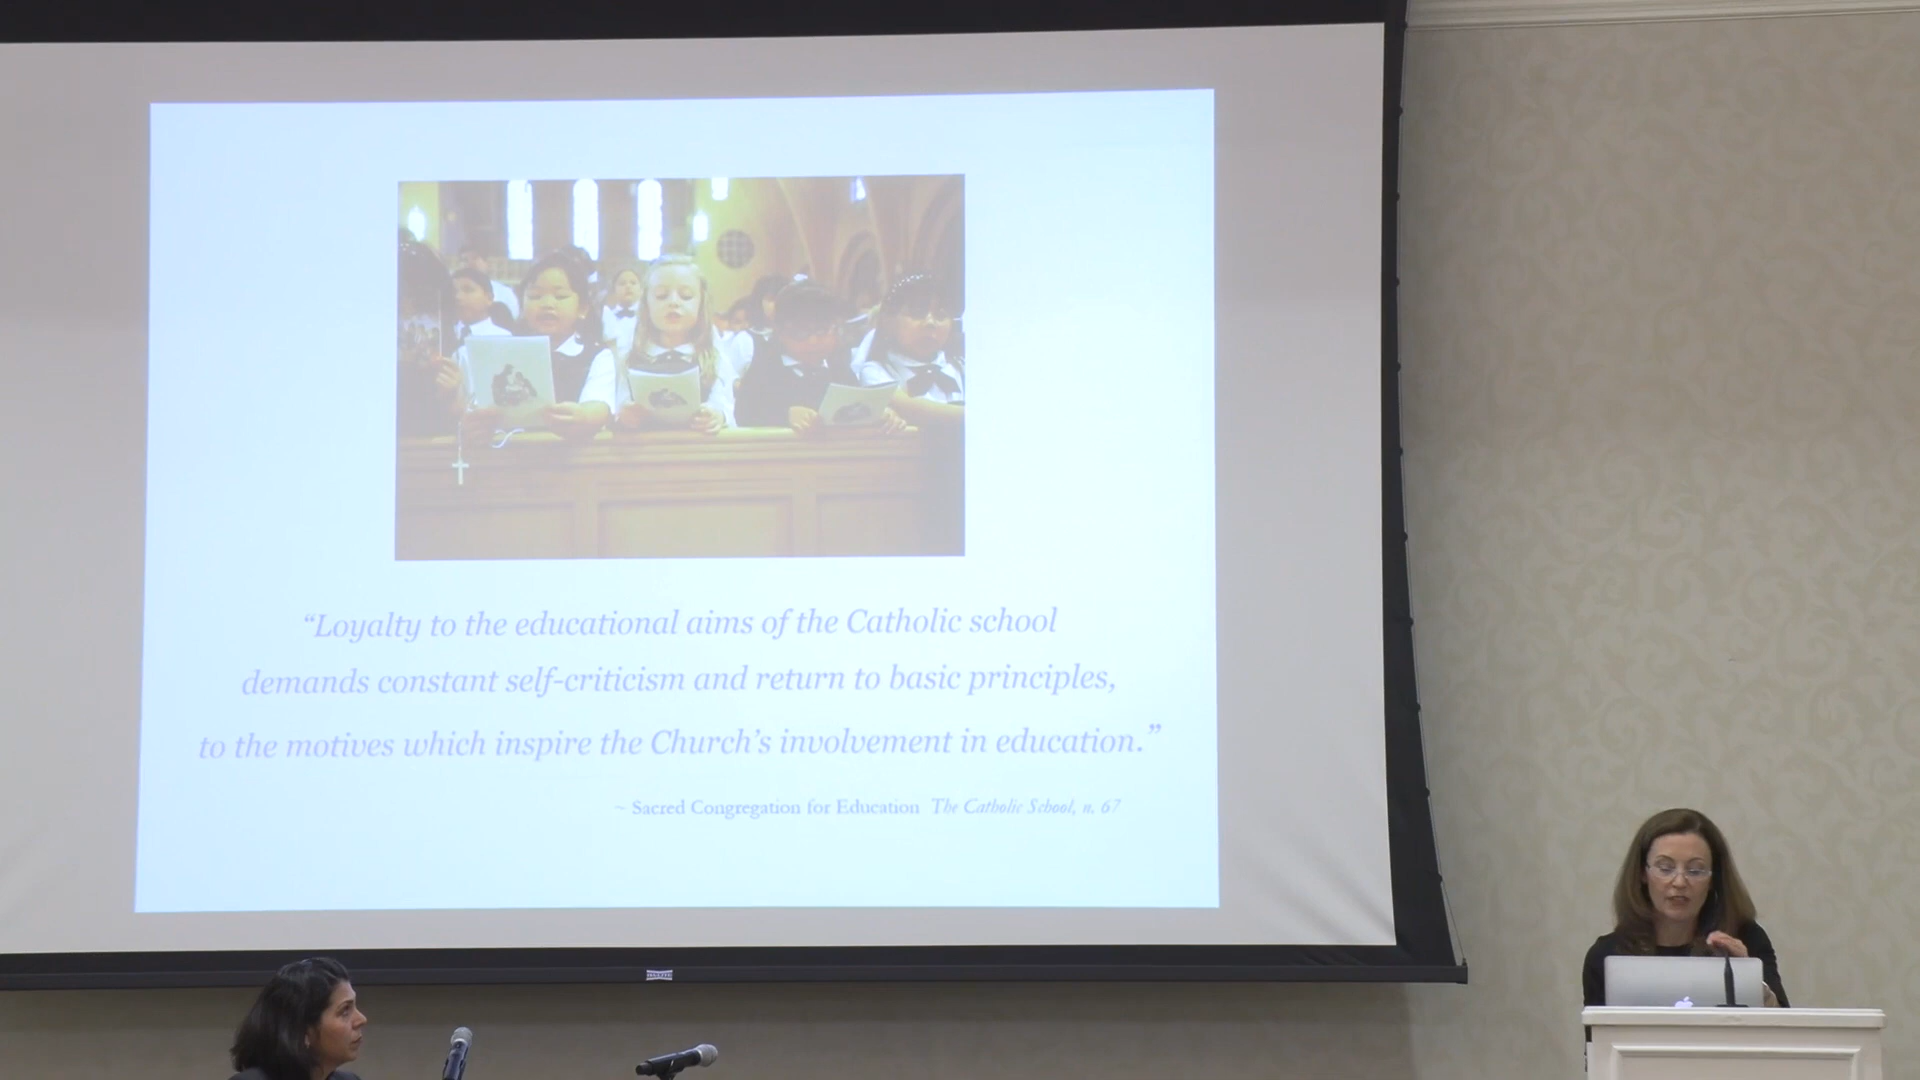 “Loyalty to the educational aims of the Catholic school
demands constant self-criticism and return to basic principles,
to the motives which inspire the Church’s involvement in education.”
~ Sacred Congregation for Education The Catholic School, n. 67